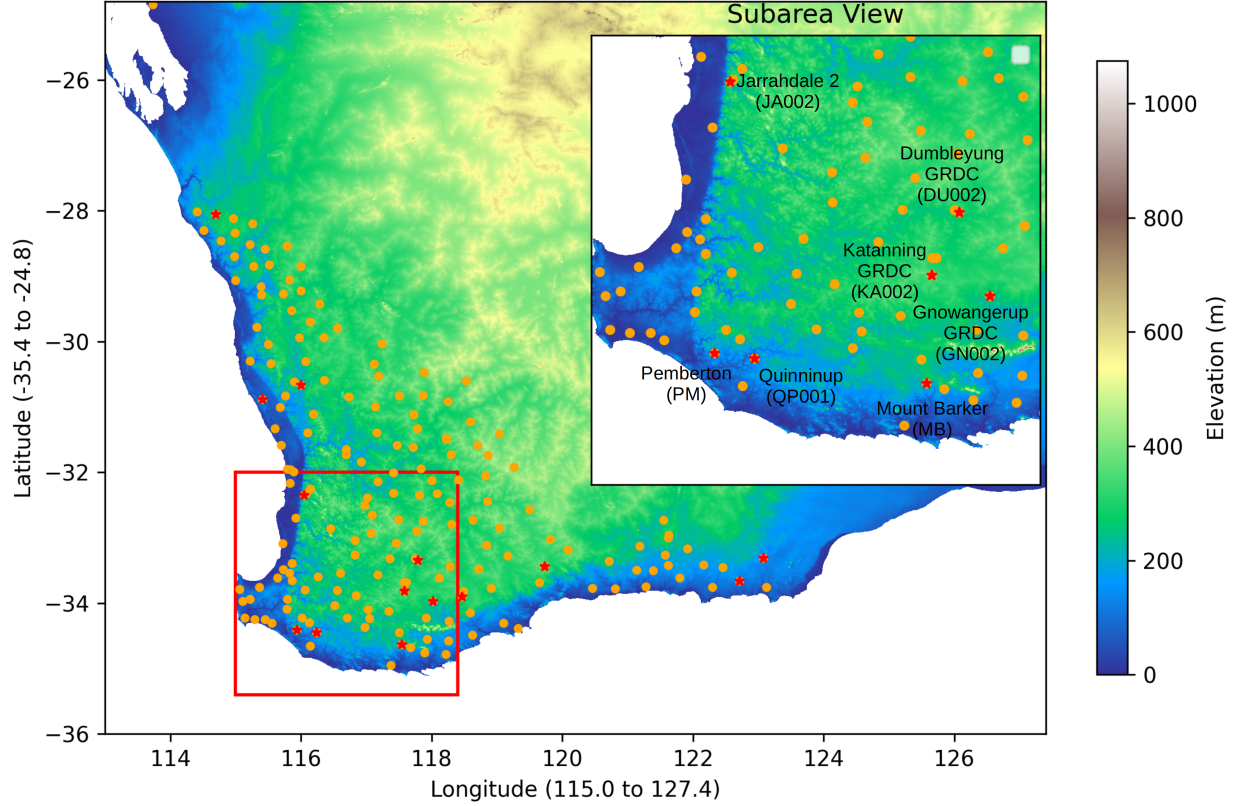 Subarea View
Jarrahdale 2
(JA002)
Dumbleyung
GRDC
(DU002)
Katanning
GRDC
(KA002)
Gnowangerup
GRDC
(GN002)
Pemberton
(PM)
Quinninup
(QP001)
Mount Barker
(MB)
−26
−28
−30
−32
−34
−36
Latitude (-35.4 to -24.8)
114
116
118
120
122
124
126
Longitude (115.0 to 127.4)
1000
800
600
400
200
0
Elevation (m)